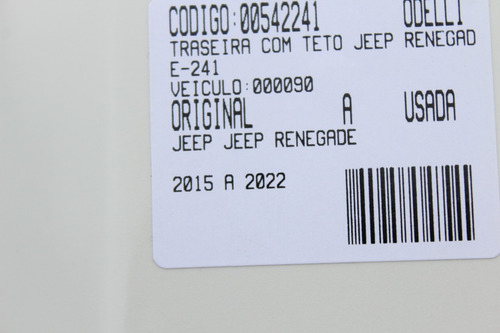 CODIGO:00542241 ODELLI
TRASEIRA COM TETO JEEP RENEGAD
E-241
VEICULO:000090
ORIGINAL A USADA
JEEP JEEP RENEGADE
2015 A 2022